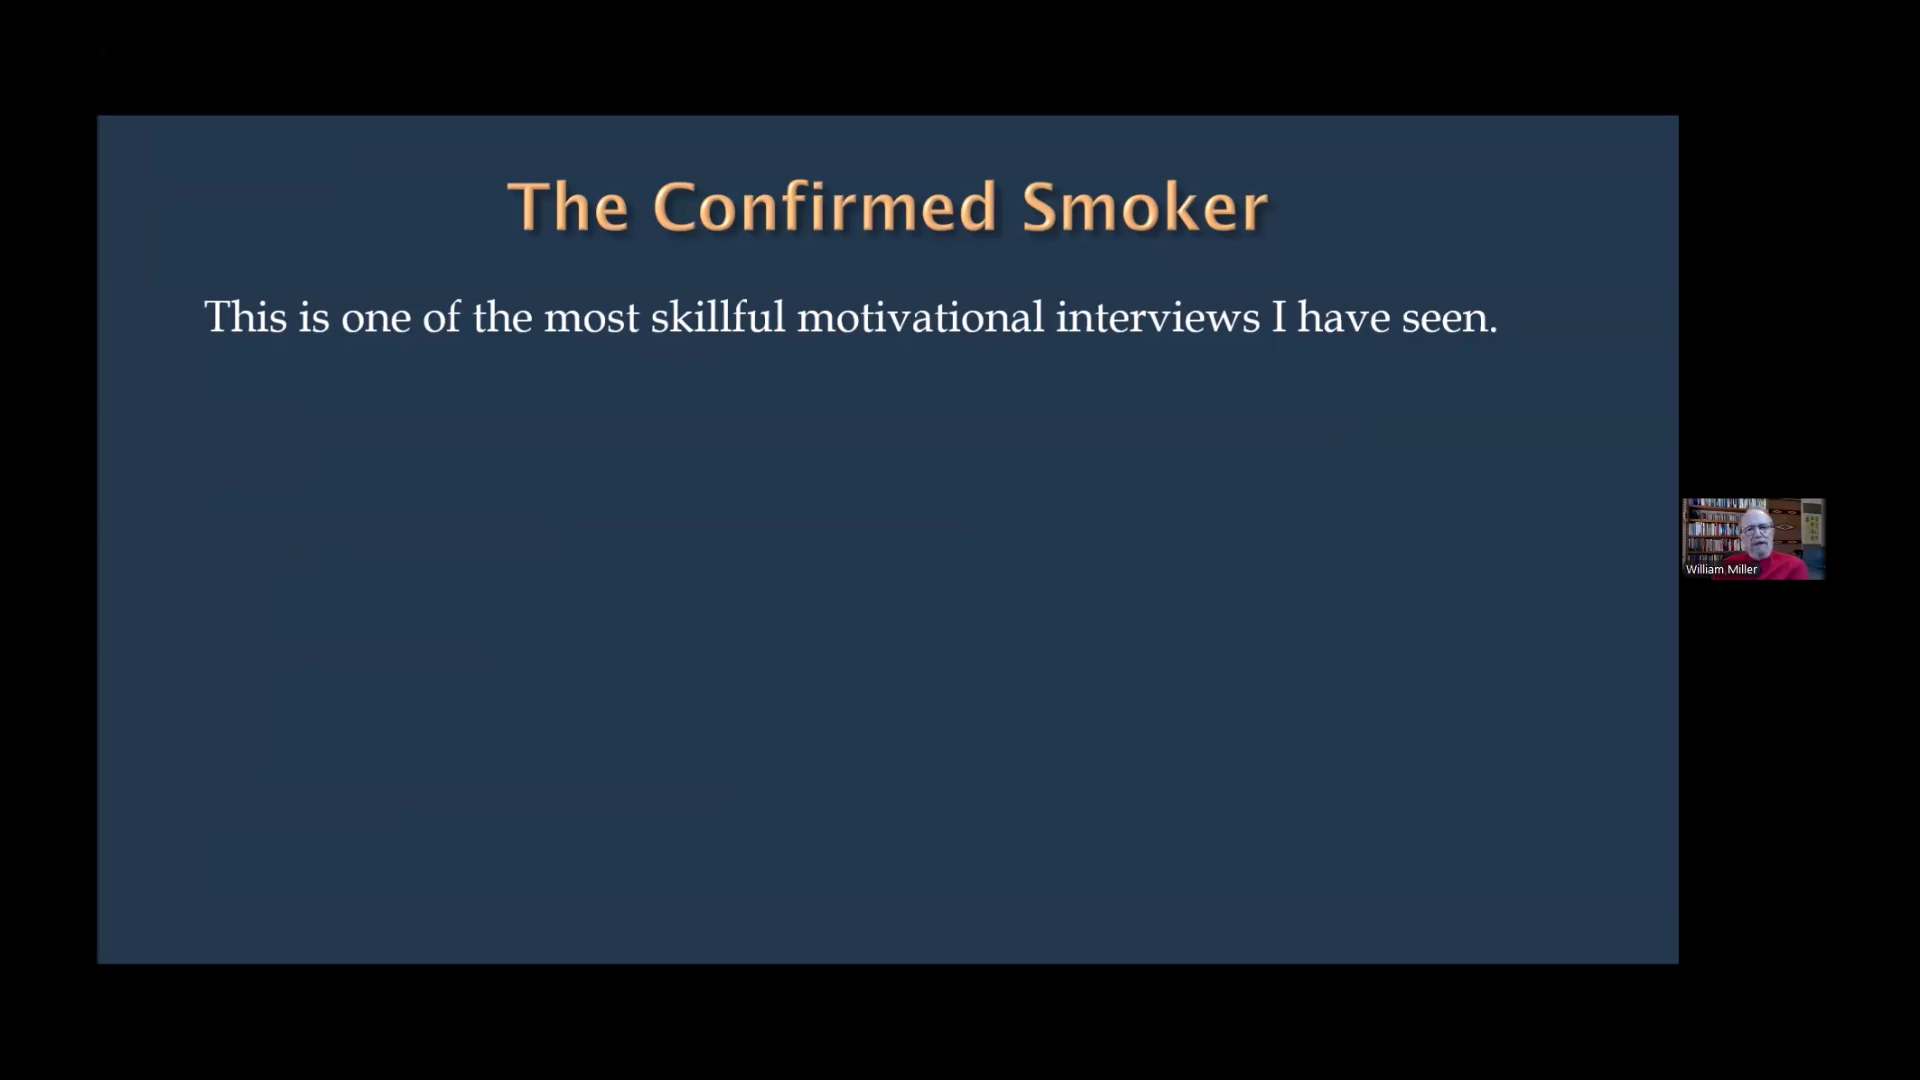 The Confirmed Smoker
This is one of the most skillful motivational interviews I have seen.
William Miller